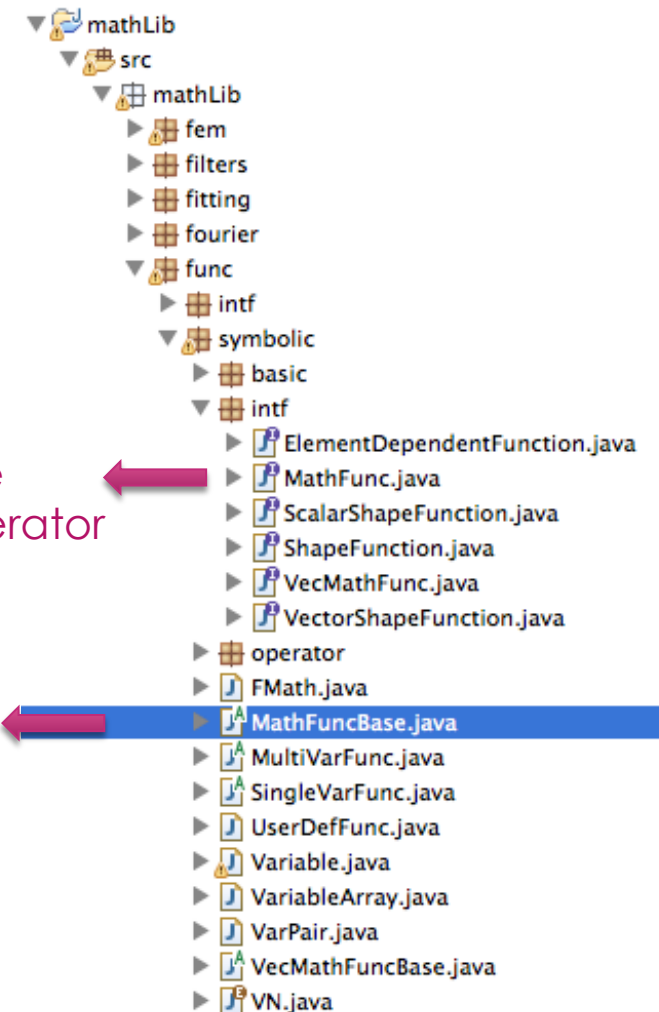 mathLib
src
mathLib
fem
filters
fitting
fourier
func
intf
symbolic
basic
intf
ElementDependentFunction.java
MathFunc.java
ScalarShapeFunction.java
ShapeFunction.java
VecMathFunc.java
VectorShapeFunction.java
operator
FMath.java
MathFuncBase.java
MultiVarFunc.java
SingleVarFunc.java
UserDefFunc.java
Variable.java
VariableArray.java
VarPair.java
VecMathFuncBase.java
VN.java